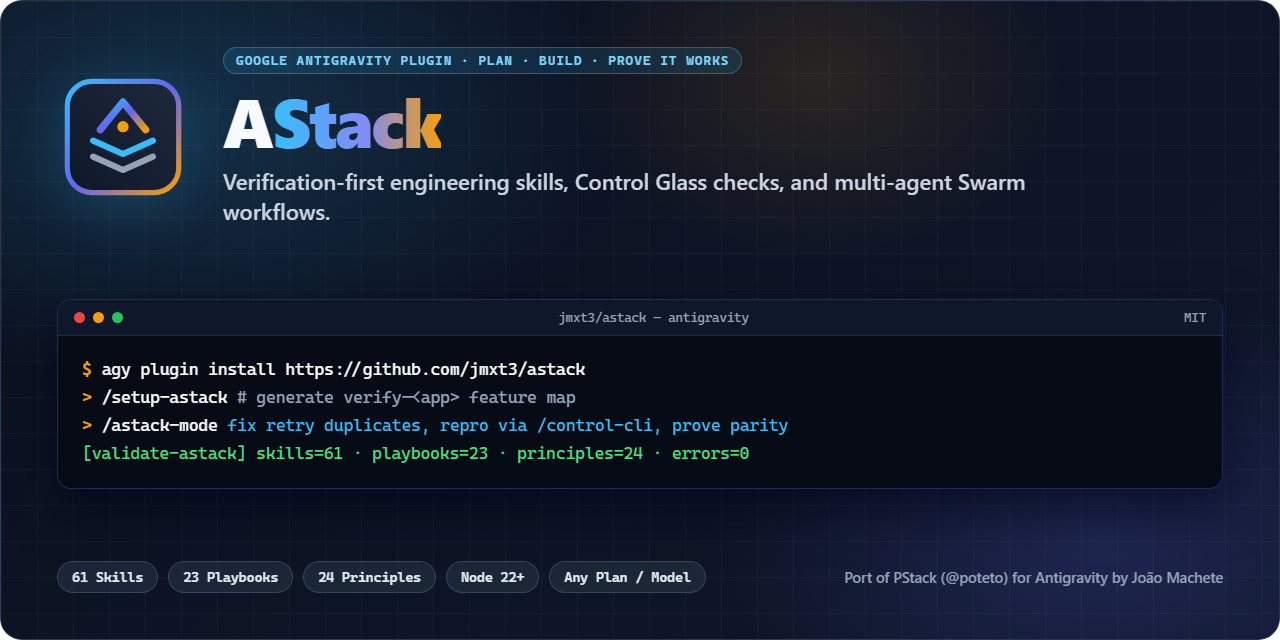 GOOGLE ANTIGRAVITY PLUGIN · PLAN · BUILD · PROVE IT WORKS
AStack
Verification-first engineering skills, Control Glass checks, and multi-agent Swarm
workflows.
jmxt3/astack — antigravity
MIT
$ agy plugin install https://github.com/jmxt3/astack
> /setup-astack # generate verify-<app> feature map
> /astack-mode fix retry duplicates, repro via /control-cli, prove parity
[validate-astack] skills=61 · playbooks=23 · principles=24 · errors=0
61 Skills
23 Playbooks
24 Principles
Node 22+
Any Plan / Model
Port of PStack (@poteto) for Antigravity by João Machete